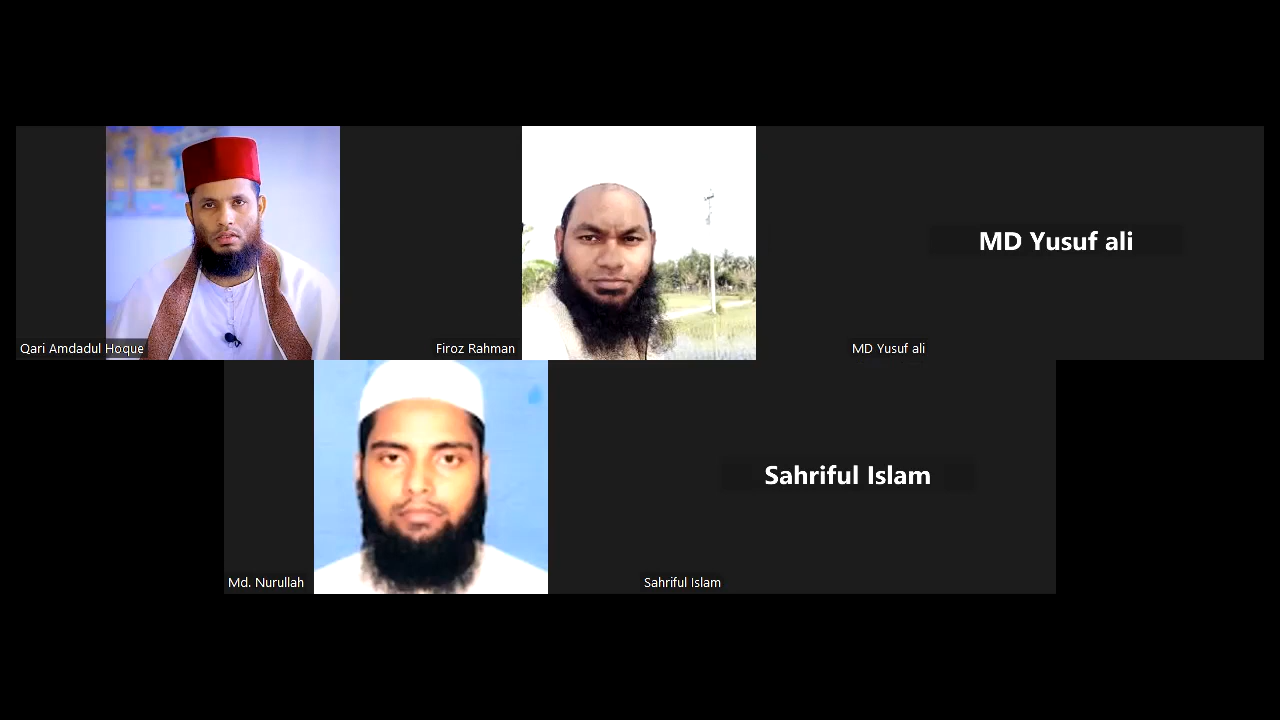 MD Yusuf ali
Qari Amdadul Hoque
Firoz Rahman
MD Yusuf ali
Sahriful Islam
Md. Nurullah
Sahriful Islam